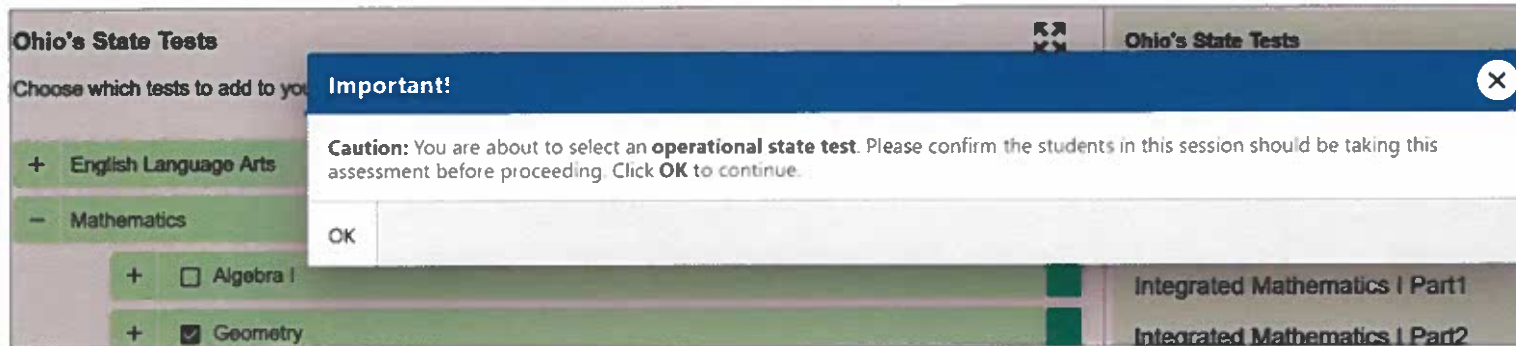 Ohio's State Tests
Choose which tests to add to you
+ English Language Arts
− Mathematics
+ Algebra I
+ Geometry
Important!
Caution: You are about to select an operational state test. Please confirm the students in this session should be taking this
assessment before proceeding. Click OK to continue.
OK
Ohio's State Tests
Integrated Mathematics I Part1
Integrated Mathematics I Part2